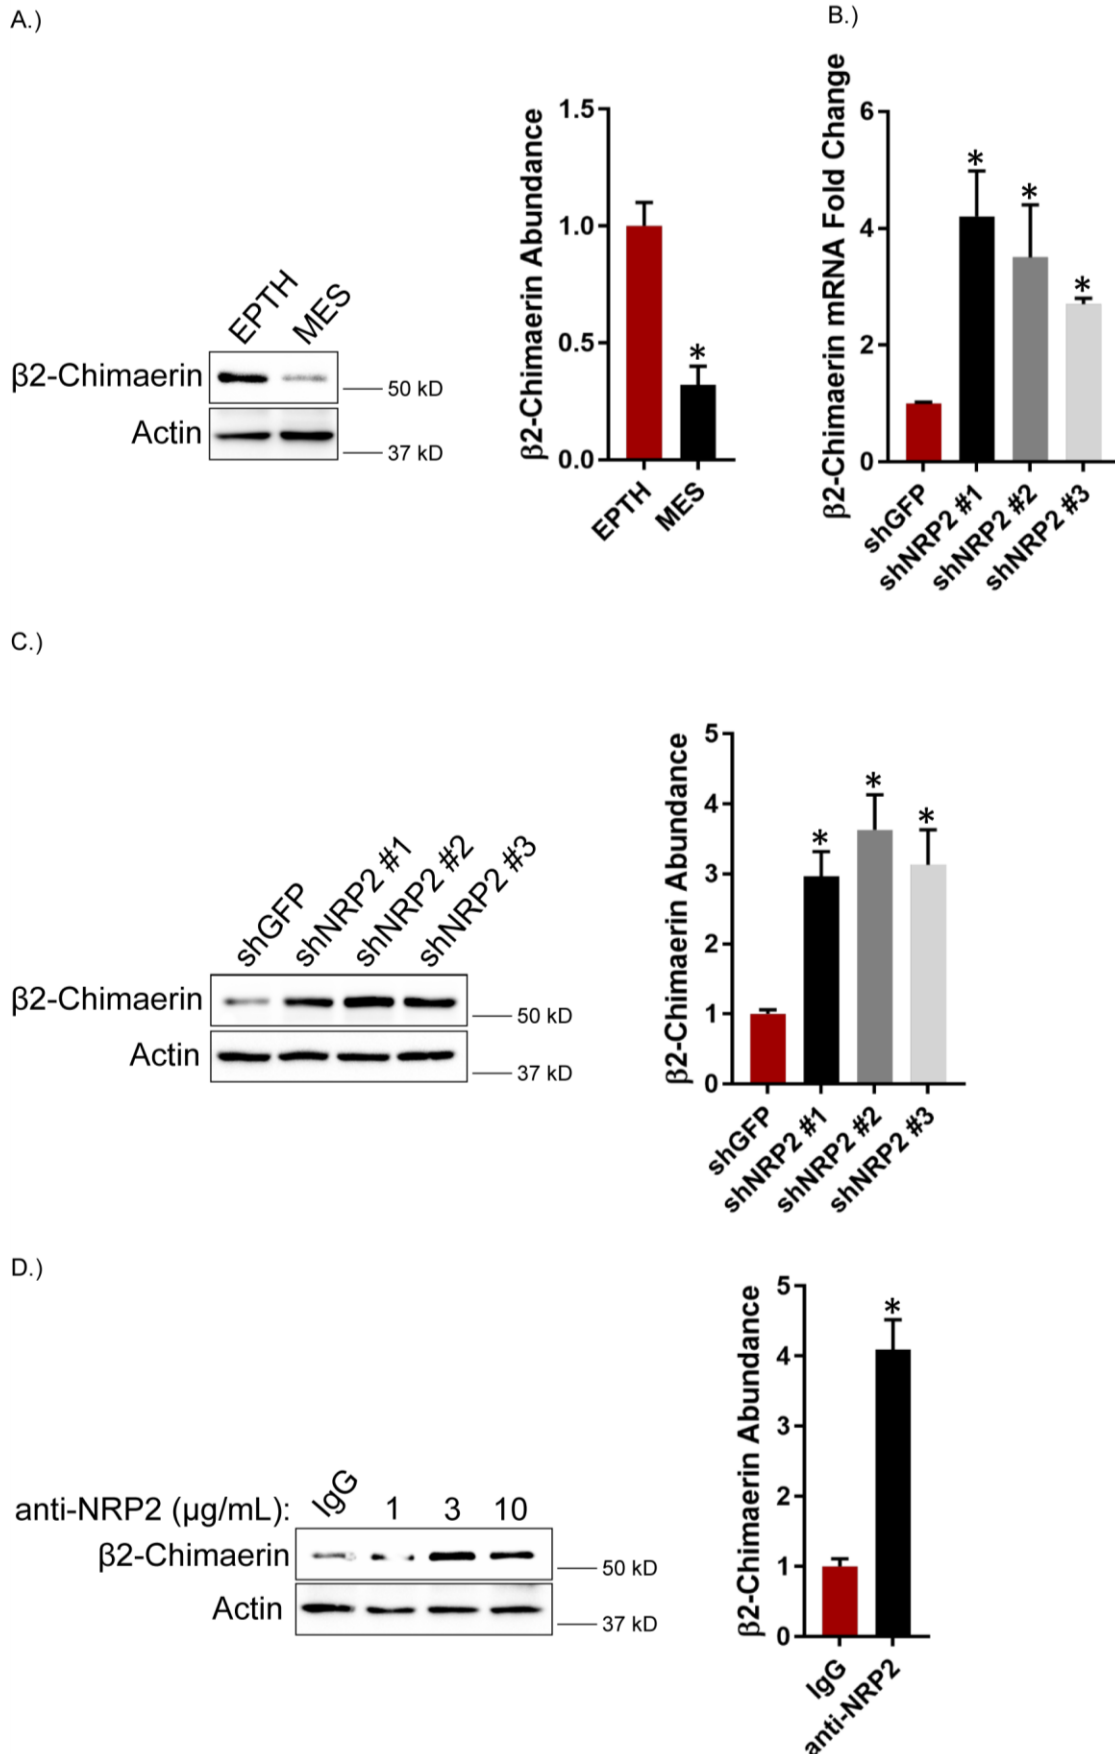 A.)
EPTH
MES
β2-Chimaerin
50 kD
Actin
37 kD
β2-Chimaerin Abundance
1.5
1.0
0.5
0.0
*
EPTH
MES
B.)
β2-Chimaerin mRNA Fold Change
6
4
2
0
*
*
*
shGFP
shNRP2 #1
shNRP2 #2
shNRP2 #3
C.)
shGFP
shNRP2 #1
shNRP2 #2
shNRP2 #3
β2-Chimaerin
50 kD
Actin
37 kD
β2-Chimaerin Abundance
5
4
3
2
1
0
*
*
*
shGFP
shNRP2 #1
shNRP2 #2
shNRP2 #3
D.)
anti-NRP2 (μg/mL): IgG 1 3 10
β2-Chimaerin
50 kD
Actin
37 kD
β2-Chimaerin Abundance
5
4
3
2
1
0
*
IgG
anti-NRP2